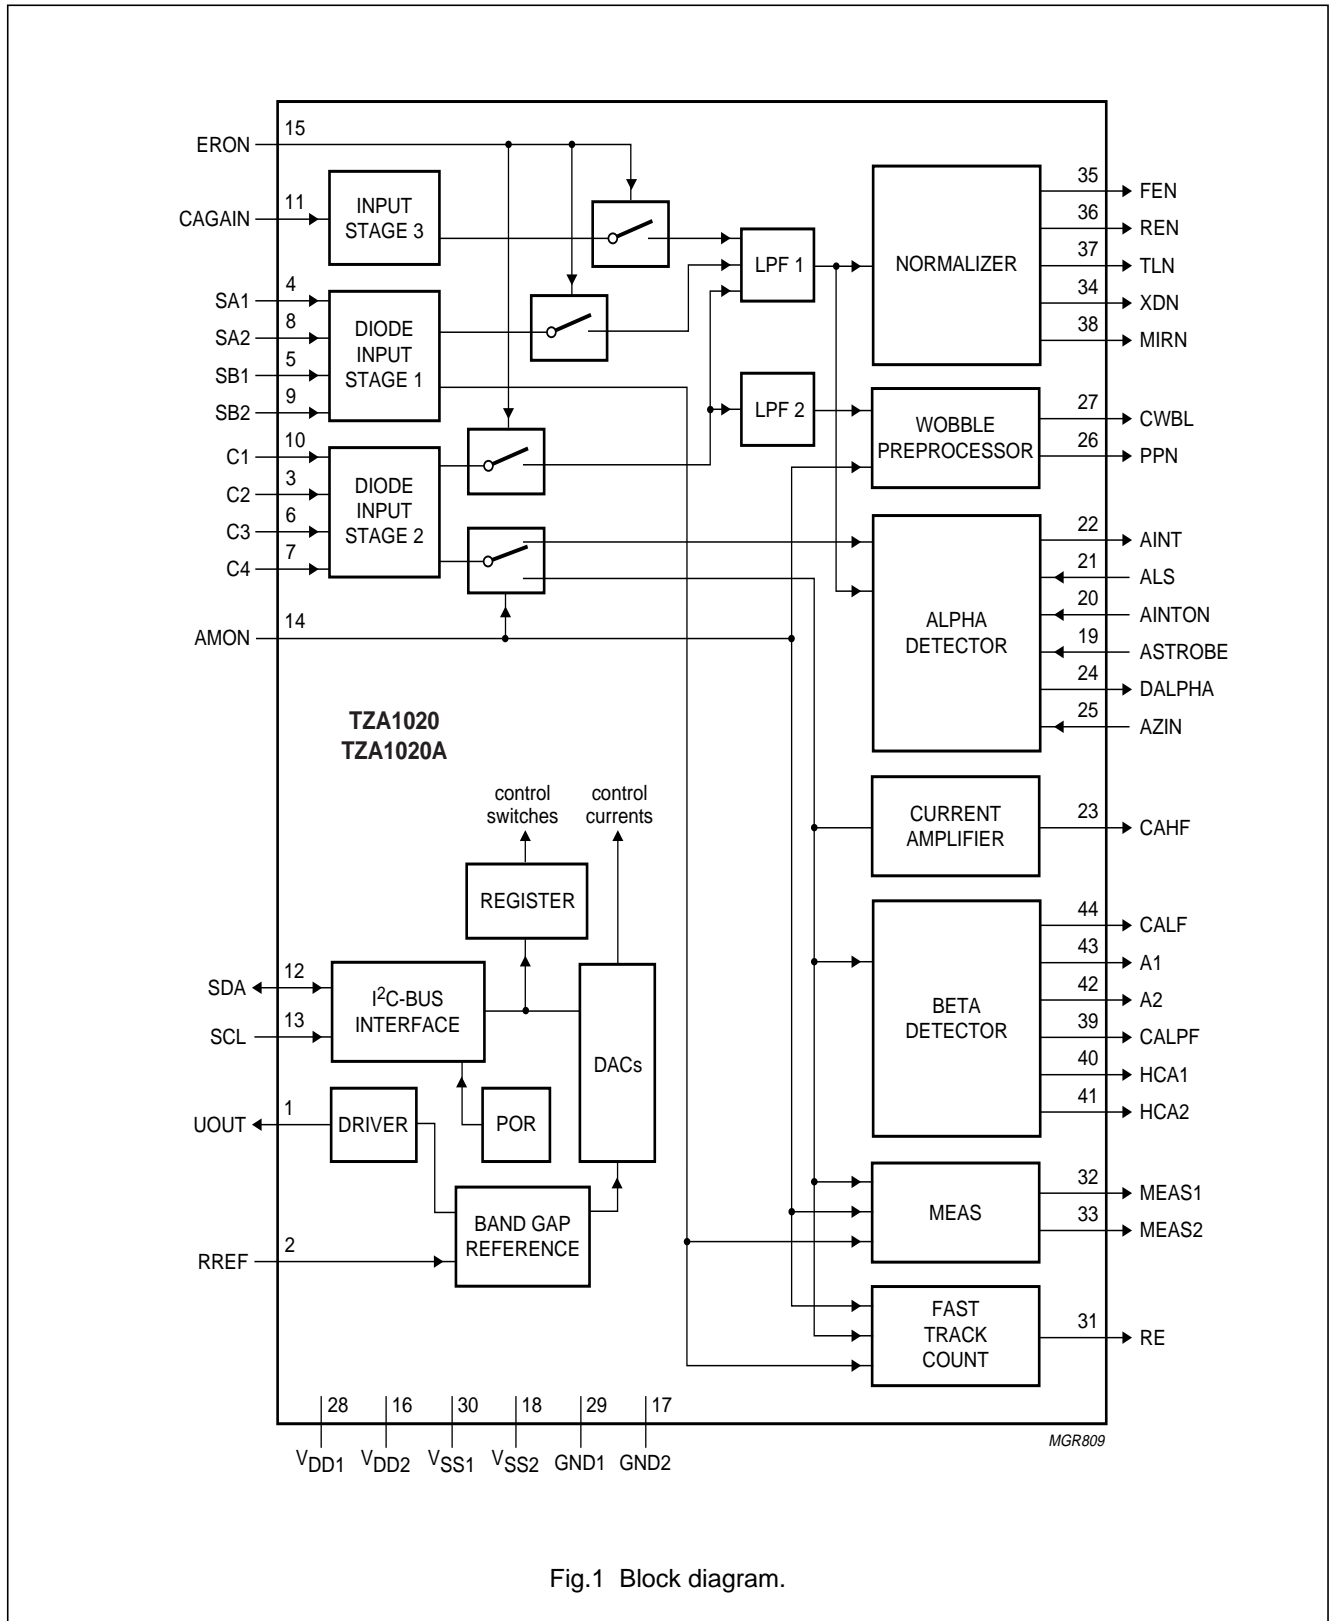 15
ERON
11
CAGAIN
INPUT
STAGE 3
4
SA1
8
SA2
5
SB1
9
SB2
DIODE
INPUT
STAGE 1
10
C1
3
C2
6
C3
7
C4
DIODE
INPUT
STAGE 2
14
AMON
LPF 1
LPF 2
NORMALIZER
35
FEN
36
REN
37
TLN
34
XDN
38
MIRN
WOBBLE
PREPROCESSOR
27
CWBL
26
PPN
ALPHA
DETECTOR
22
AINT
21
ALS
20
AINTON
19
ASTROBE
24
DALPHA
25
AZIN
TZA1020
TZA1020A
control
switches
control
currents
REGISTER
CURRENT
AMPLIFIER
23
CAHF
12
SDA
13
SCL
I2C-BUS
INTERFACE
DACs
1
UOUT
DRIVER
POR
2
RREF
BAND GAP
REFERENCE
BETA
DETECTOR
44
CALF
43
A1
42
A2
39
CALPF
40
HCA1
41
HCA2
MEAS
32
MEAS1
33
MEAS2
FAST
TRACK
COUNT
31
RE
28 16 30 18 29 17
VDD1 VDD2 VSS1 VSS2 GND1 GND2
MGR809
Fig.1 Block diagram.